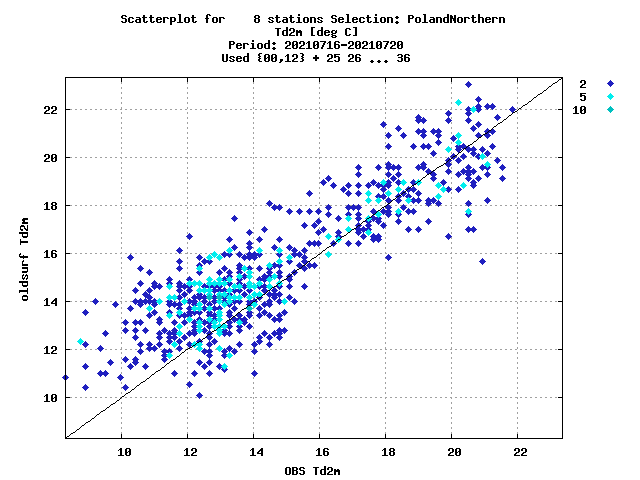 Scatterplot for 8 stations Selection: PolandNorthern
Td2m [deg C]
Period: 20210716-20210720
Used {00,12} + 25 26 ... 36
2
5
10
22
20
18
16
14
12
10
oldsurf Td2m
10 12 14 16 18 20 22
OBS Td2m